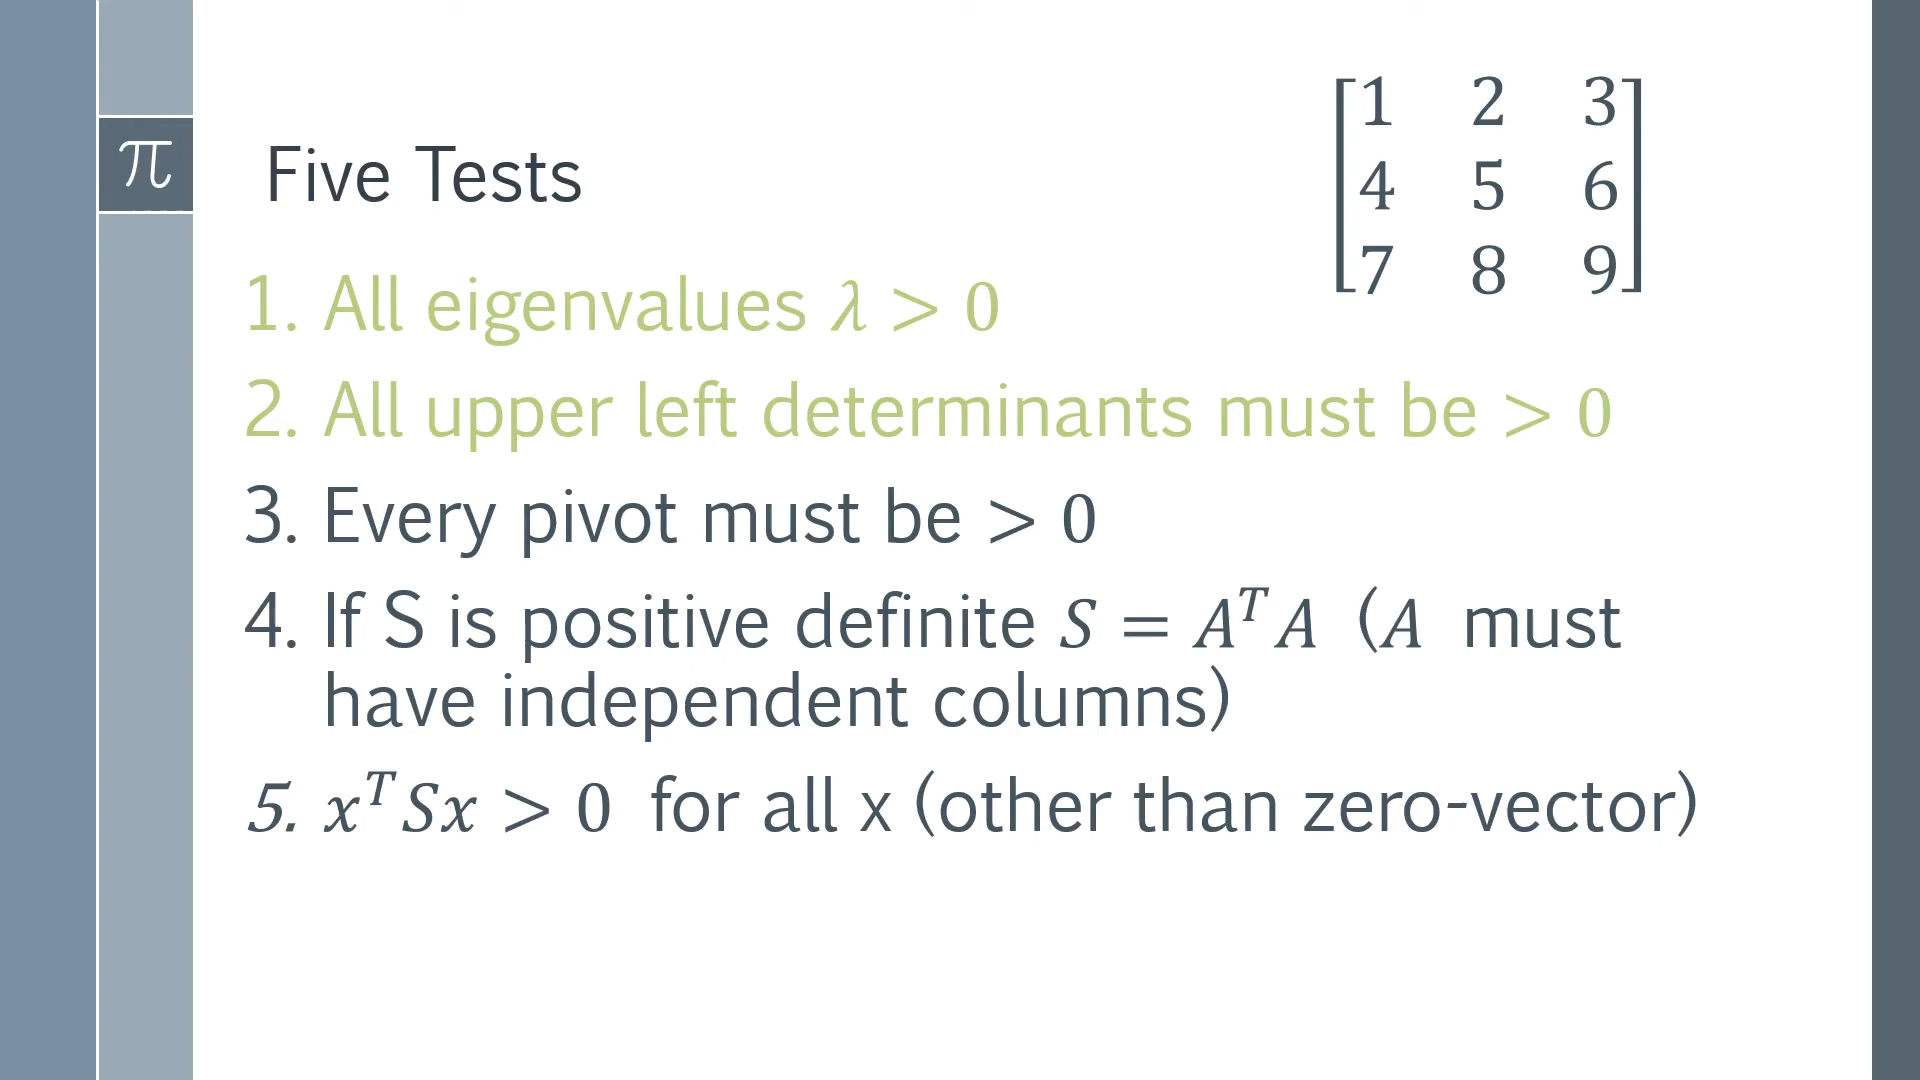 π
Five Tests
1 2 3
4 5 6
7 8 9
1. All eigenvalues λ > 0
2. All upper left determinants must be > 0
3. Every pivot must be > 0
4. If S is positive definite S = AᵀA (A must
have independent columns)
5. xᵀSx > 0 for all x (other than zero-vector)